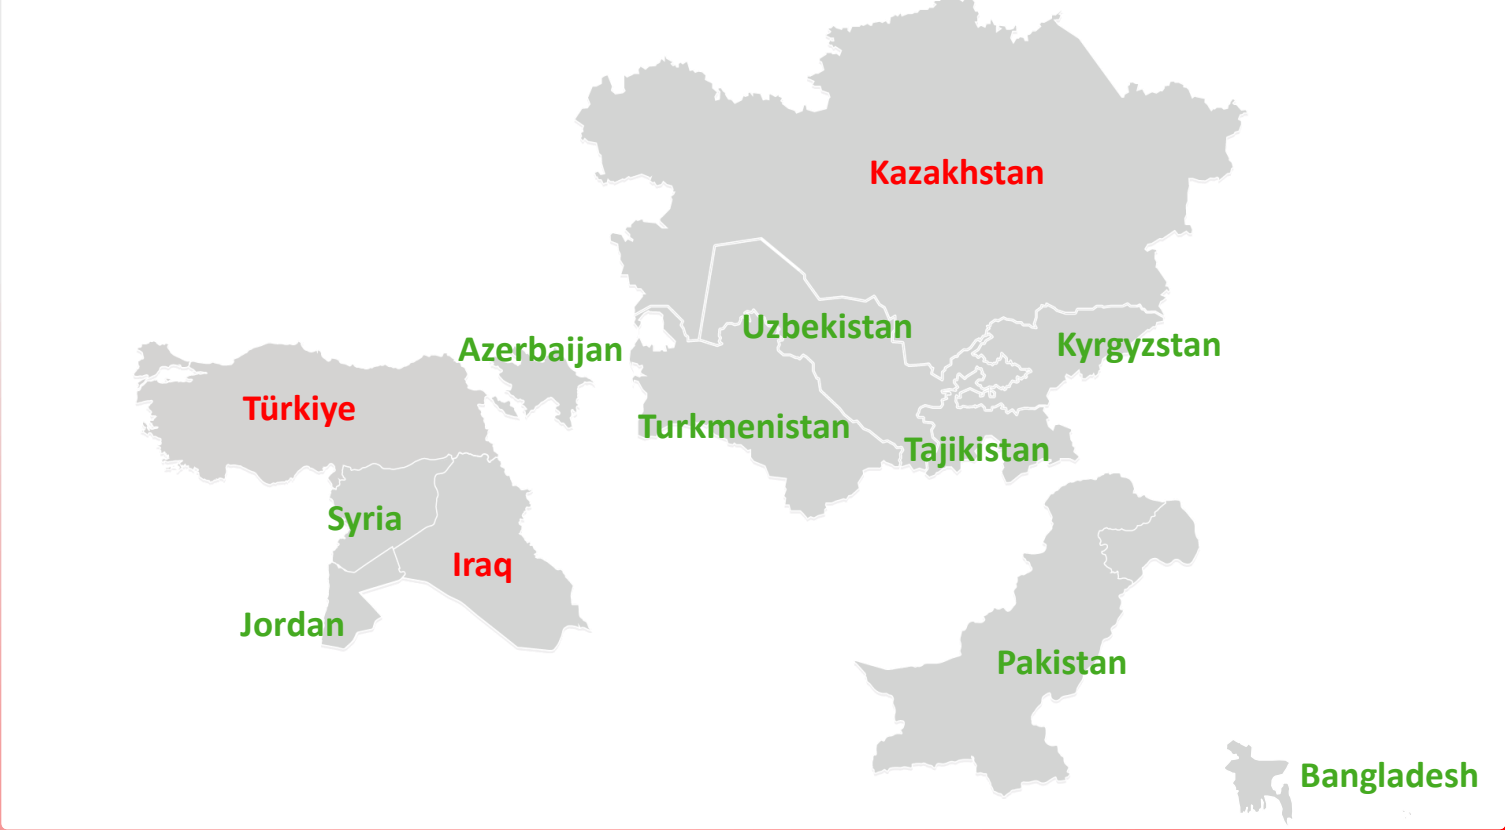 Kazakhstan
Uzbekistan
Kyrgyzstan
Azerbaijan
Türkiye
Turkmenistan
Tajikistan
Syria
Iraq
Jordan
Pakistan
Bangladesh